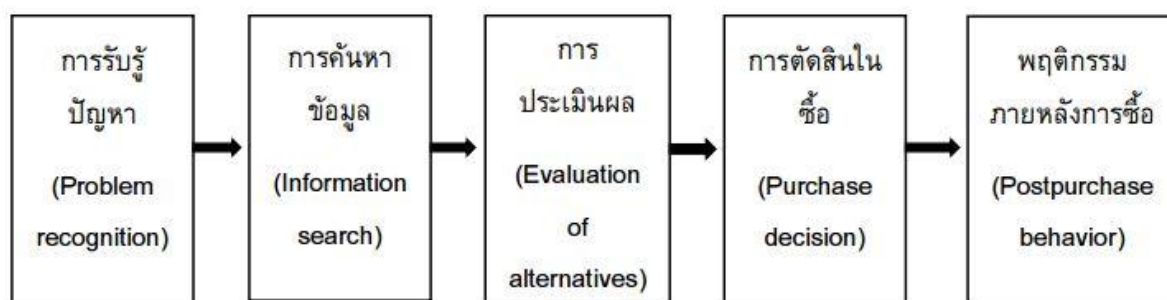 การรับรู้
ปัญหา
(Problem
recognition)
การค้นหา
ข้อมูล
(Information
search)
การ
ประเมินผล
(Evaluation
of
alternatives)
การตัดสินใน
ซื้อ
(Purchase
decision)
พฤติกรรม
ภายหลังการซื้อ
(Postpurchase
behavior)